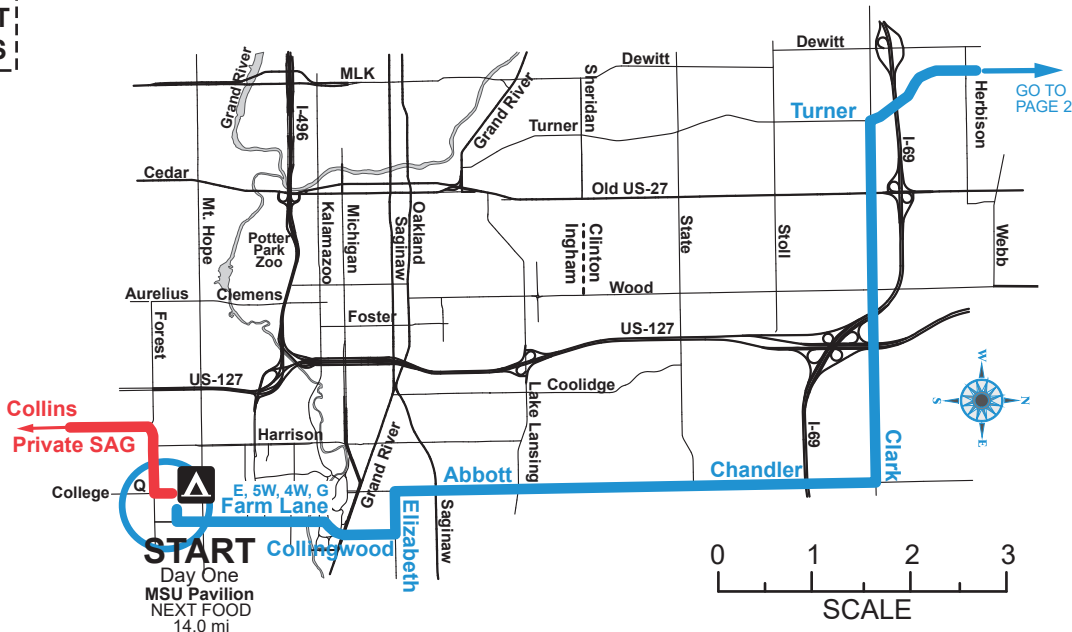 T
S
Grand River
I-496
MLK
Grand River
Sheridan
Dewitt
Dewitt
Turner
Turner
Herbison
GO TO
PAGE 2
I-69
Cedar
Old US-27
Mt. Hope
Potter
Park
Zoo
Kalamazoo
Michigan
Saginaw
Oakland
Clinton
Ingham
State
Stoll
Webb
Aurelius
Clemens
Wood
Forest
Foster
US-127
US-127
Coolidge
Lake Lansing
W
S
N
E
Collins
Private SAG
Harrison
Grand River
I-69
Clark
Abbott
Chandler
College
Q
E, 5W, 4W, G
Farm Lane
Collingwood
Elizabeth
Saginaw
START
Day One
MSU Pavilion
NEXT FOOD
14.0 mi
0 1 2 3
SCALE